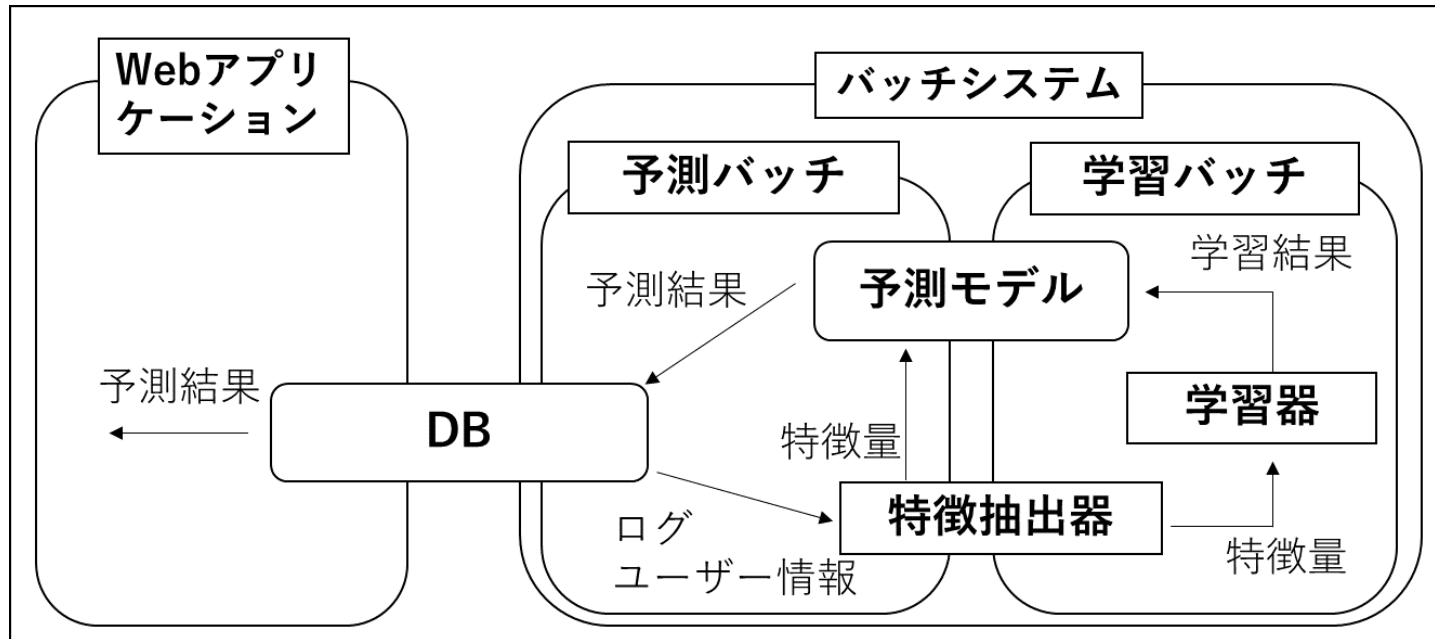 Webアプリ
ケーション
バッチシステム
予測バッチ
学習バッチ
学習結果
予測結果
予測モデル
予測結果
DB
学習器
特徴量
特徴抽出器
ログ
ユーザー情報
特徴量